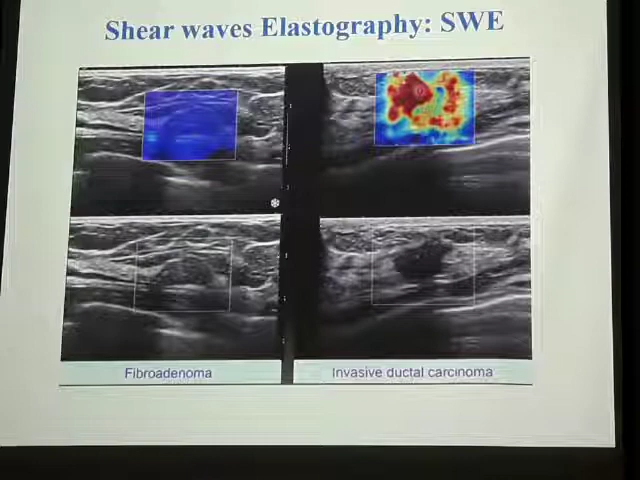 Shear waves Elastography: SWE
Fibroadenoma
Invasive ductal carcinoma